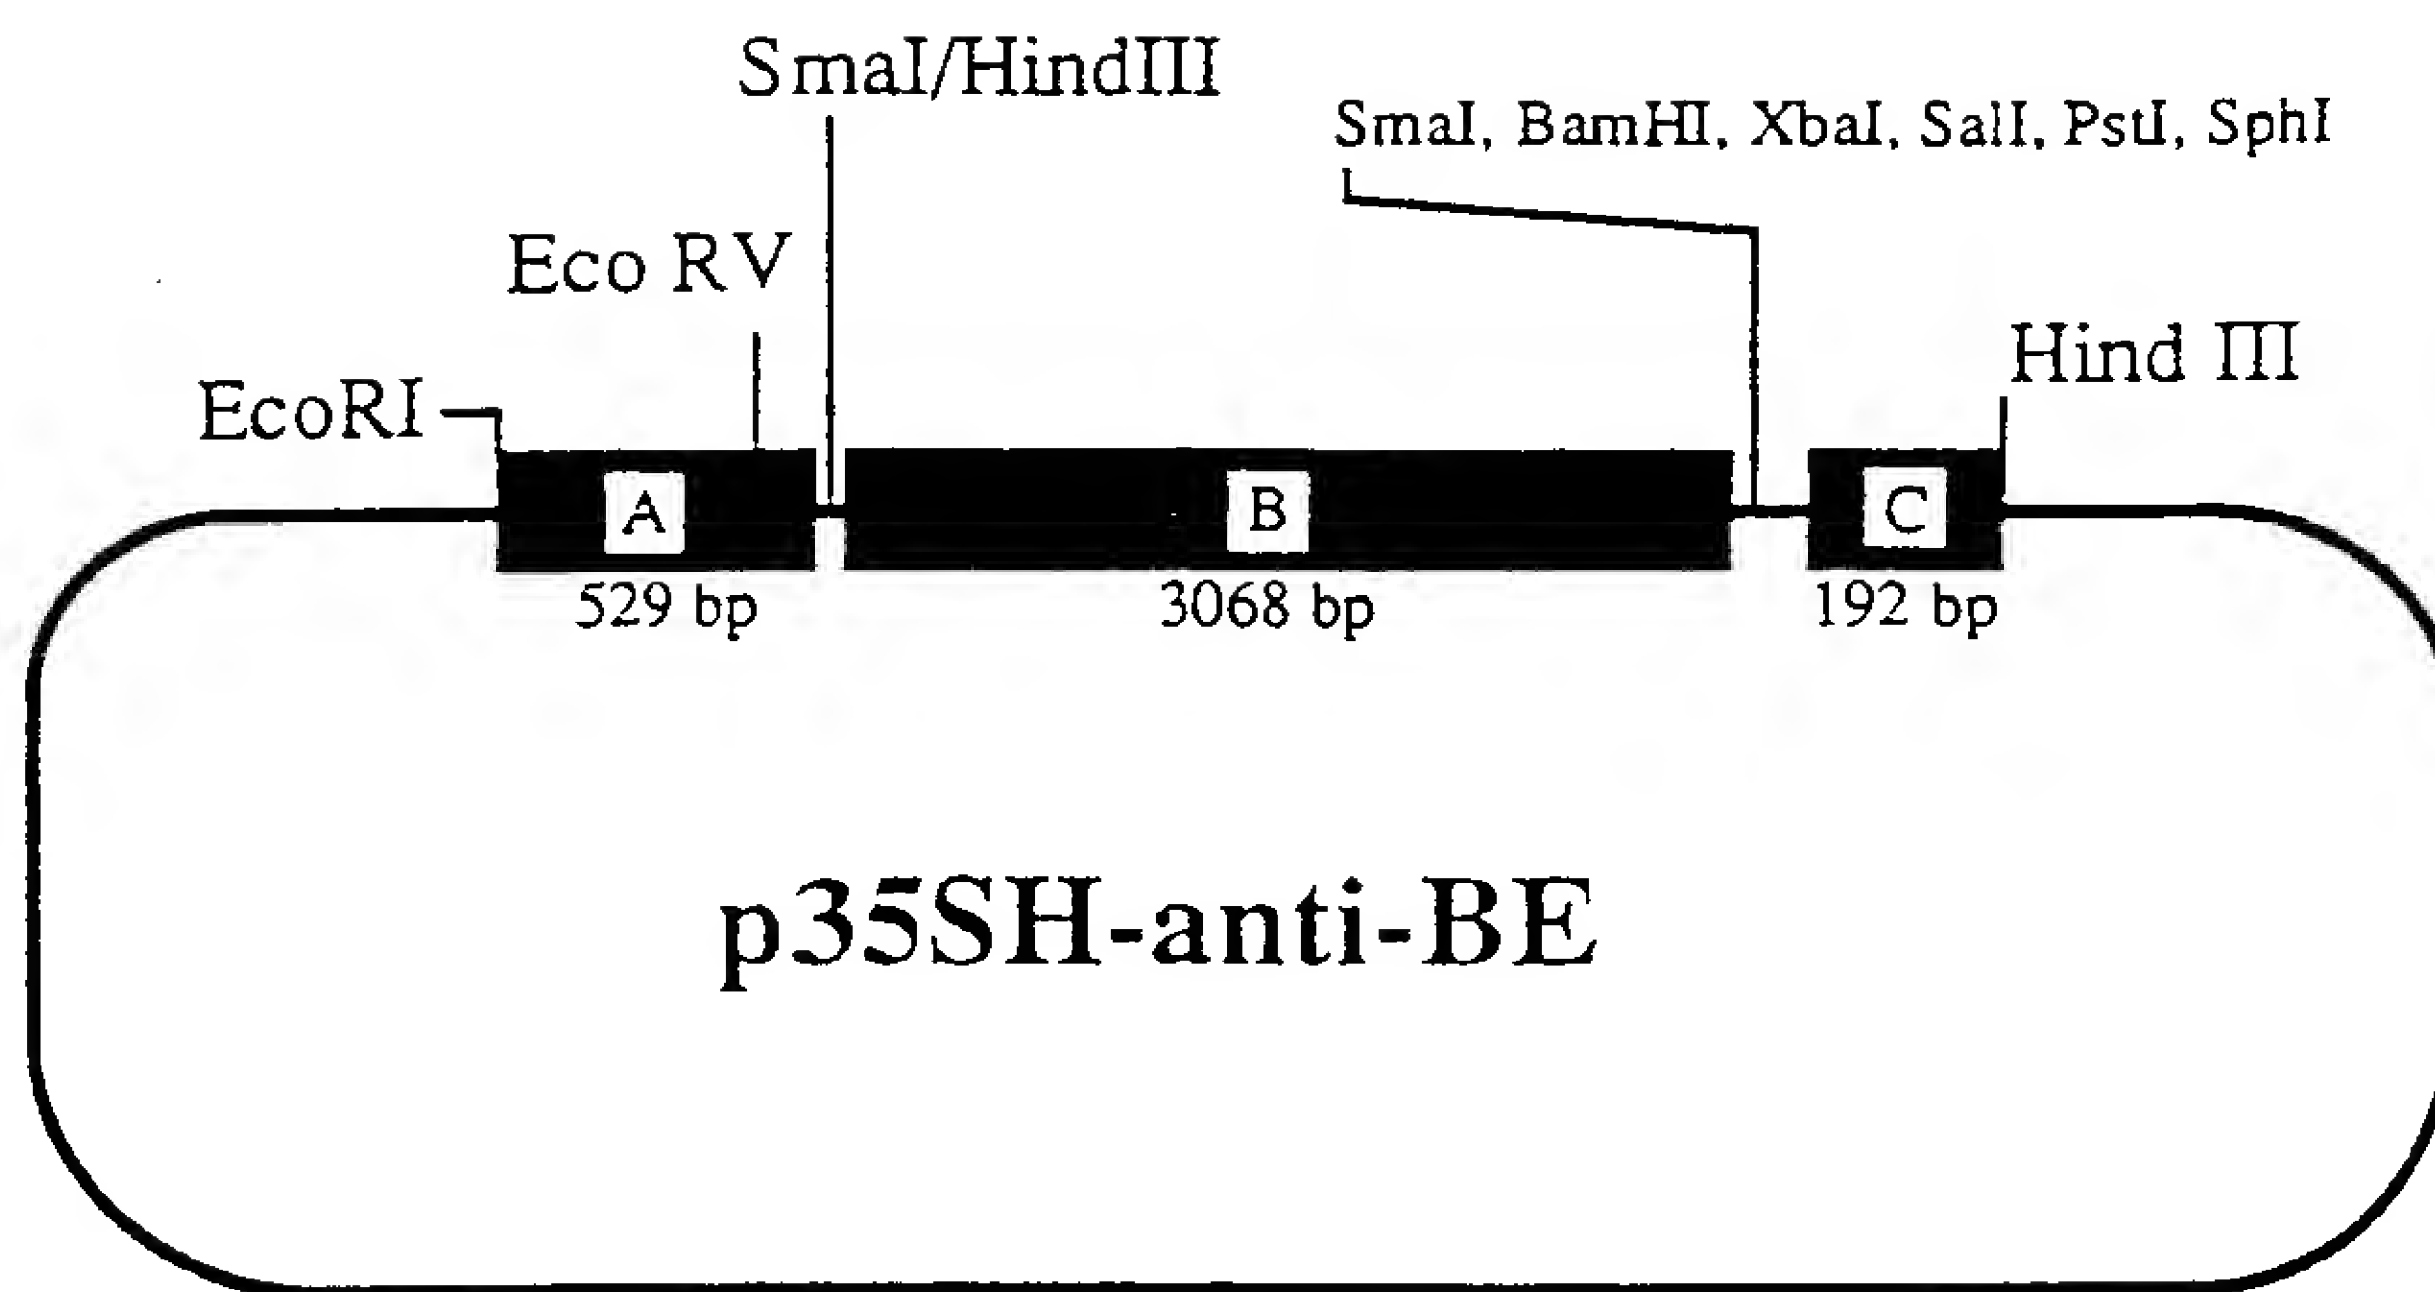 SmaI/HindIII
SmaI, BamHI, XbaI, SalI, PstI, SphI
Eco RV
Hind III
EcoRI
A
B
C
529 bp
3068 bp
192 bp
p35SH-anti-BE